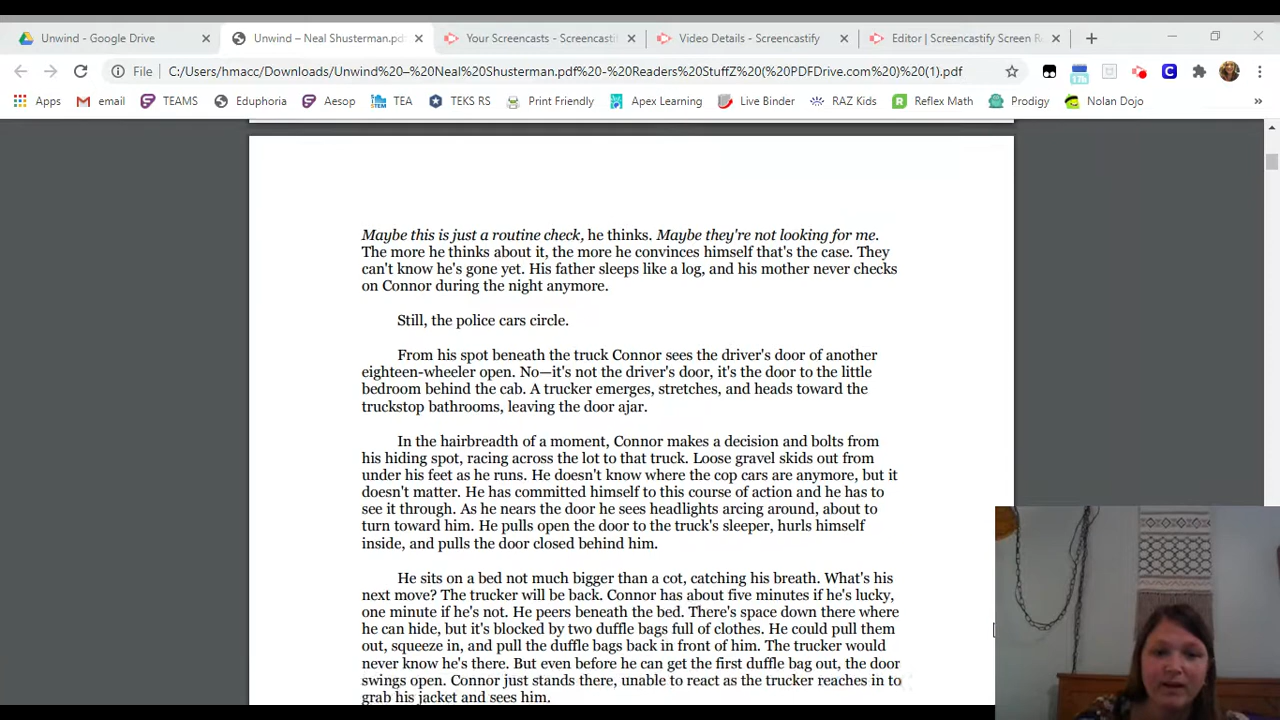 Unwind - Google Drive
Unwind – Neal Shusterman.pd
Your Screencasts - Screencasti
Video Details - Screencastify
Editor | Screencastify Screen R
File
C:/Users/hmacc/Downloads/Unwind%20-%20Neal%20Shusterman.pdf%20-%20Readers%20Stuff7%20(%20PDFDrive.com%20)%20(1).pdf
17h
Apps
email
TEAMS
Eduphoria
Aesop
TEA
TEKS RS
Print Friendly
Apex Learning
Live Binder
RAZ Kids
Reflex Math
Prodigy
Nolan Dojo
»
Maybe this is just a routine check, he thinks. Maybe they're not looking for me.
The more he thinks about it, the more he convinces himself that's the case. They
can't know he's gone yet. His father sleeps like a log, and his mother never checks
on Connor during the night anymore.
Still, the police cars circle.
From his spot beneath the truck Connor sees the driver's door of another
eighteen-wheeler open. No—it's not the driver's door, it's the door to the little
bedroom behind the cab. A trucker emerges, stretches, and heads toward the
truckstop bathrooms, leaving the door ajar.
In the hairbreadth of a moment, Connor makes a decision and bolts from
his hiding spot, racing across the lot to that truck. Loose gravel skids out from
under his feet as he runs. He doesn't know where the cop cars are anymore, but it
doesn't matter. He has committed himself to this course of action and he has to
see it through. As he nears the door he sees headlights arcing around, about to
turn toward him. He pulls open the door to the truck's sleeper, hurls himself
inside, and pulls the door closed behind him.
He sits on a bed not much bigger than a cot, catching his breath. What's his
next move? The trucker will be back. Connor has about five minutes if he's lucky,
one minute if he's not. He peers beneath the bed. There's space down there where
he can hide, but it's blocked by two duffle bags full of clothes. He could pull them
out, squeeze in, and pull the duffle bags back in front of him. The trucker would
never know he's there. But even before he can get the first duffle bag out, the door
swings open. Connor just stands there, unable to react as the trucker reaches in to
grab his jacket and sees him.